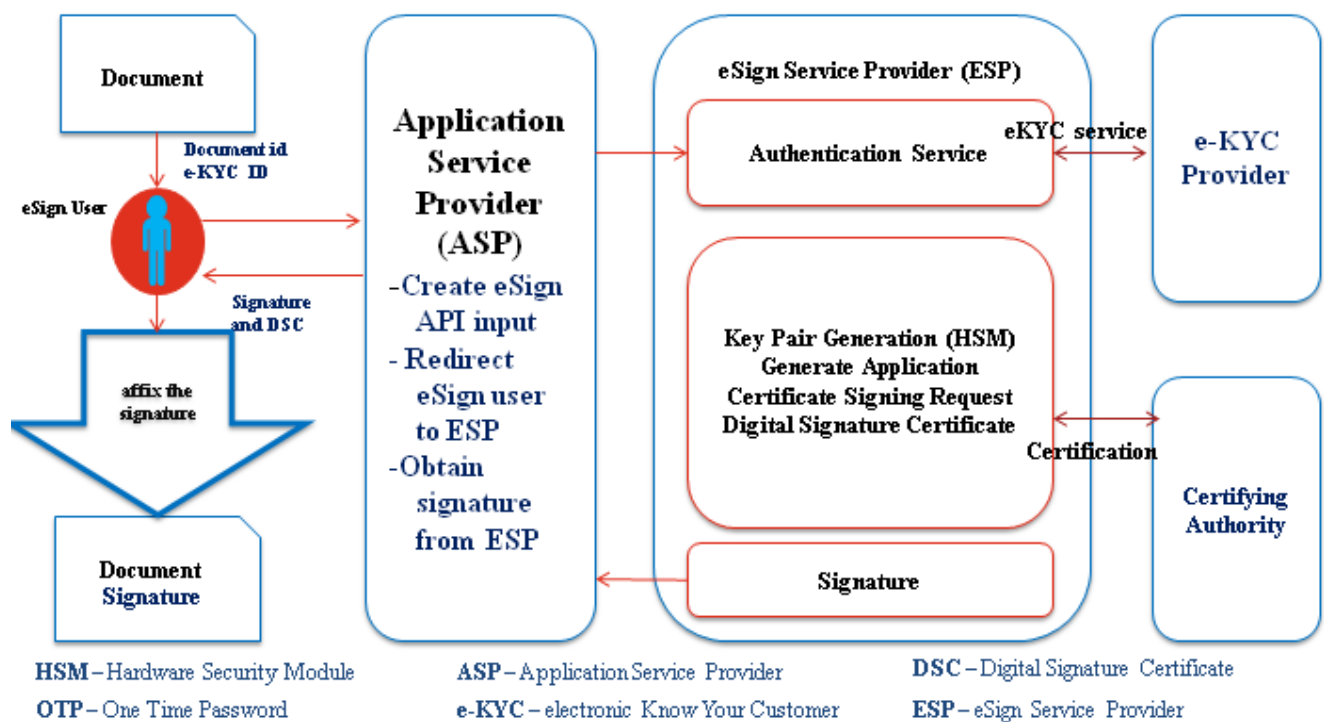 Document
Document id
e-KYC ID
eSign User
Signature
and DSC
affix the
signature
Document
Signature
Application
Service
Provider
(ASP)
-Create eSign
API input
- Redirect
eSign user
to ESP
-Obtain
signature
from ESP
eSign Service Provider (ESP)
Authentication Service
eKYC service
e-KYC
Provider
Key Pair Generation (HSM)
Generate Application
Certificate Signing Request
Digital Signature Certificate
Certification
Certifying
Authority
Signature
HSM – Hardware Security Module
ASP – Application Service Provider
DSC – Digital Signature Certificate
OTP – One Time Password
e-KYC – electronic Know Your Customer
ESP – eSign Service Provider